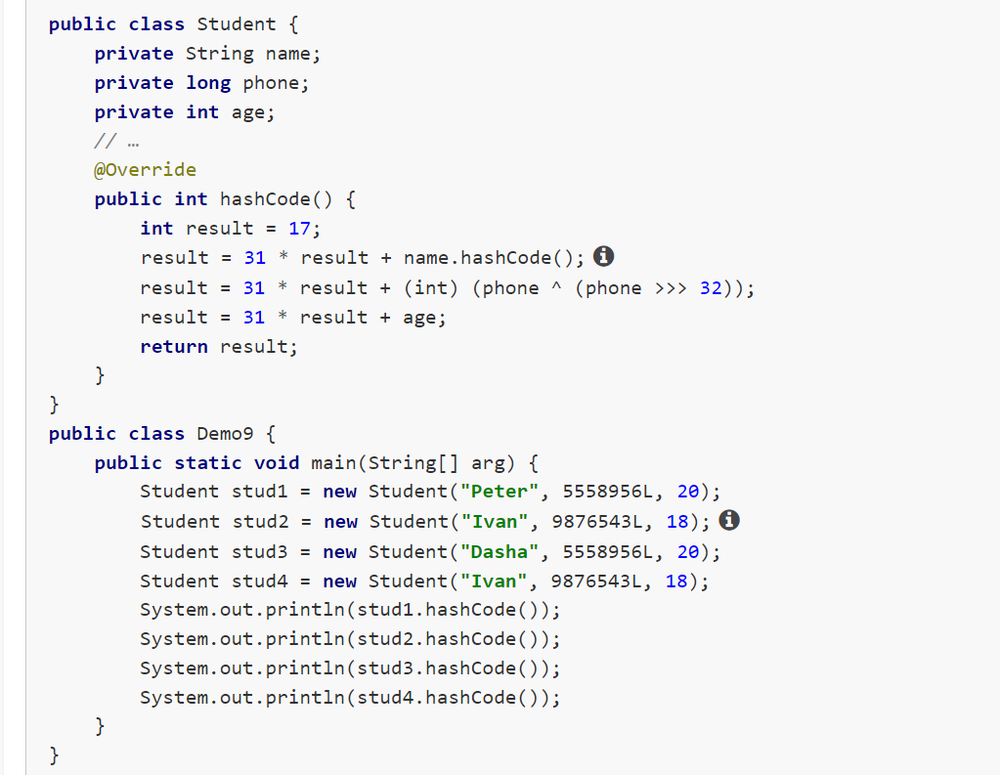 public class Student {
    private String name;
    private long phone;
    private int age;
    // …
    @Override
    public int hashCode() {
        int result = 17;
        result = 31 * result + name.hashCode();
        result = 31 * result + (int) (phone ^ (phone >>> 32));
        result = 31 * result + age;
        return result;
    }
}
public class Demo9 {
    public static void main(String[] arg) {
        Student stud1 = new Student("Peter", 5558956L, 20);
        Student stud2 = new Student("Ivan", 9876543L, 18);
        Student stud3 = new Student("Dasha", 5558956L, 20);
        Student stud4 = new Student("Ivan", 9876543L, 18);
        System.out.println(stud1.hashCode());
        System.out.println(stud2.hashCode());
        System.out.println(stud3.hashCode());
        System.out.println(stud4.hashCode());
    }
}